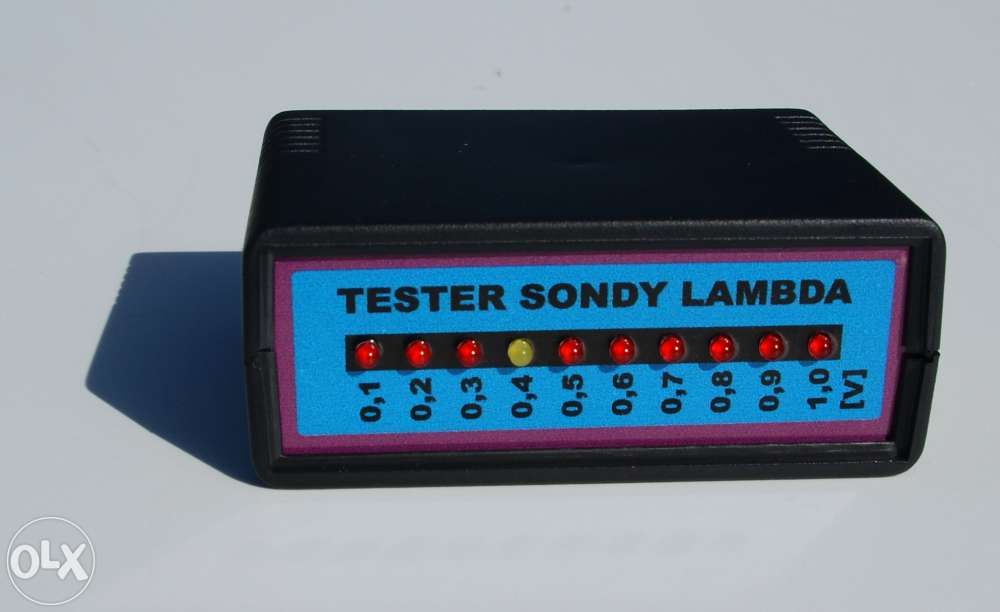 TESTER SONDY LAMBDA
0,1 0,2 0,3 0,4 0,5 0,6 0,7 0,8 0,9 1,0 [V]
OLX